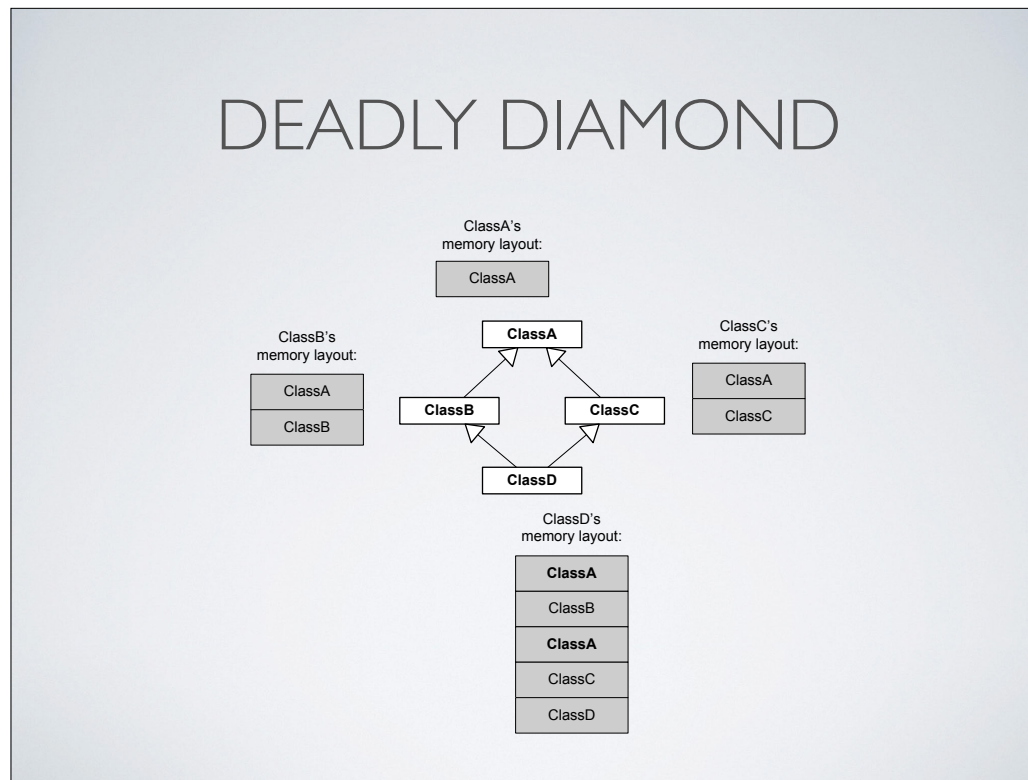 DEADLY DIAMOND
ClassA's
memory layout:
ClassA
ClassA
ClassB's
memory layout:
ClassA
ClassB
ClassB
ClassC
ClassC's
memory layout:
ClassA
ClassC
ClassD
ClassD's
memory layout:
ClassA
ClassB
ClassA
ClassC
ClassD